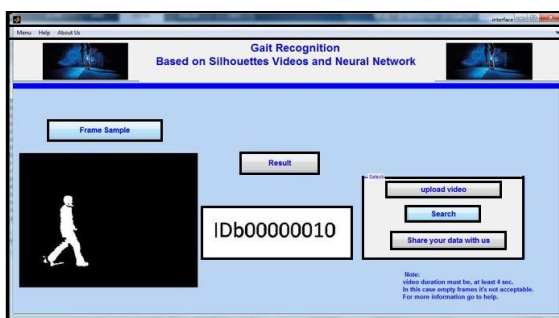 interface
Menu Help About Us
Gait Recognition
Based on Silhouettes Videos and Neural Network
Frame Sample
Result
IDb00000010
Select
upload video
Search
Share your data with us
Note:
video duration must be, at least 4 sec.
In this case empty frames it's not acceptable.
For more information go to help.